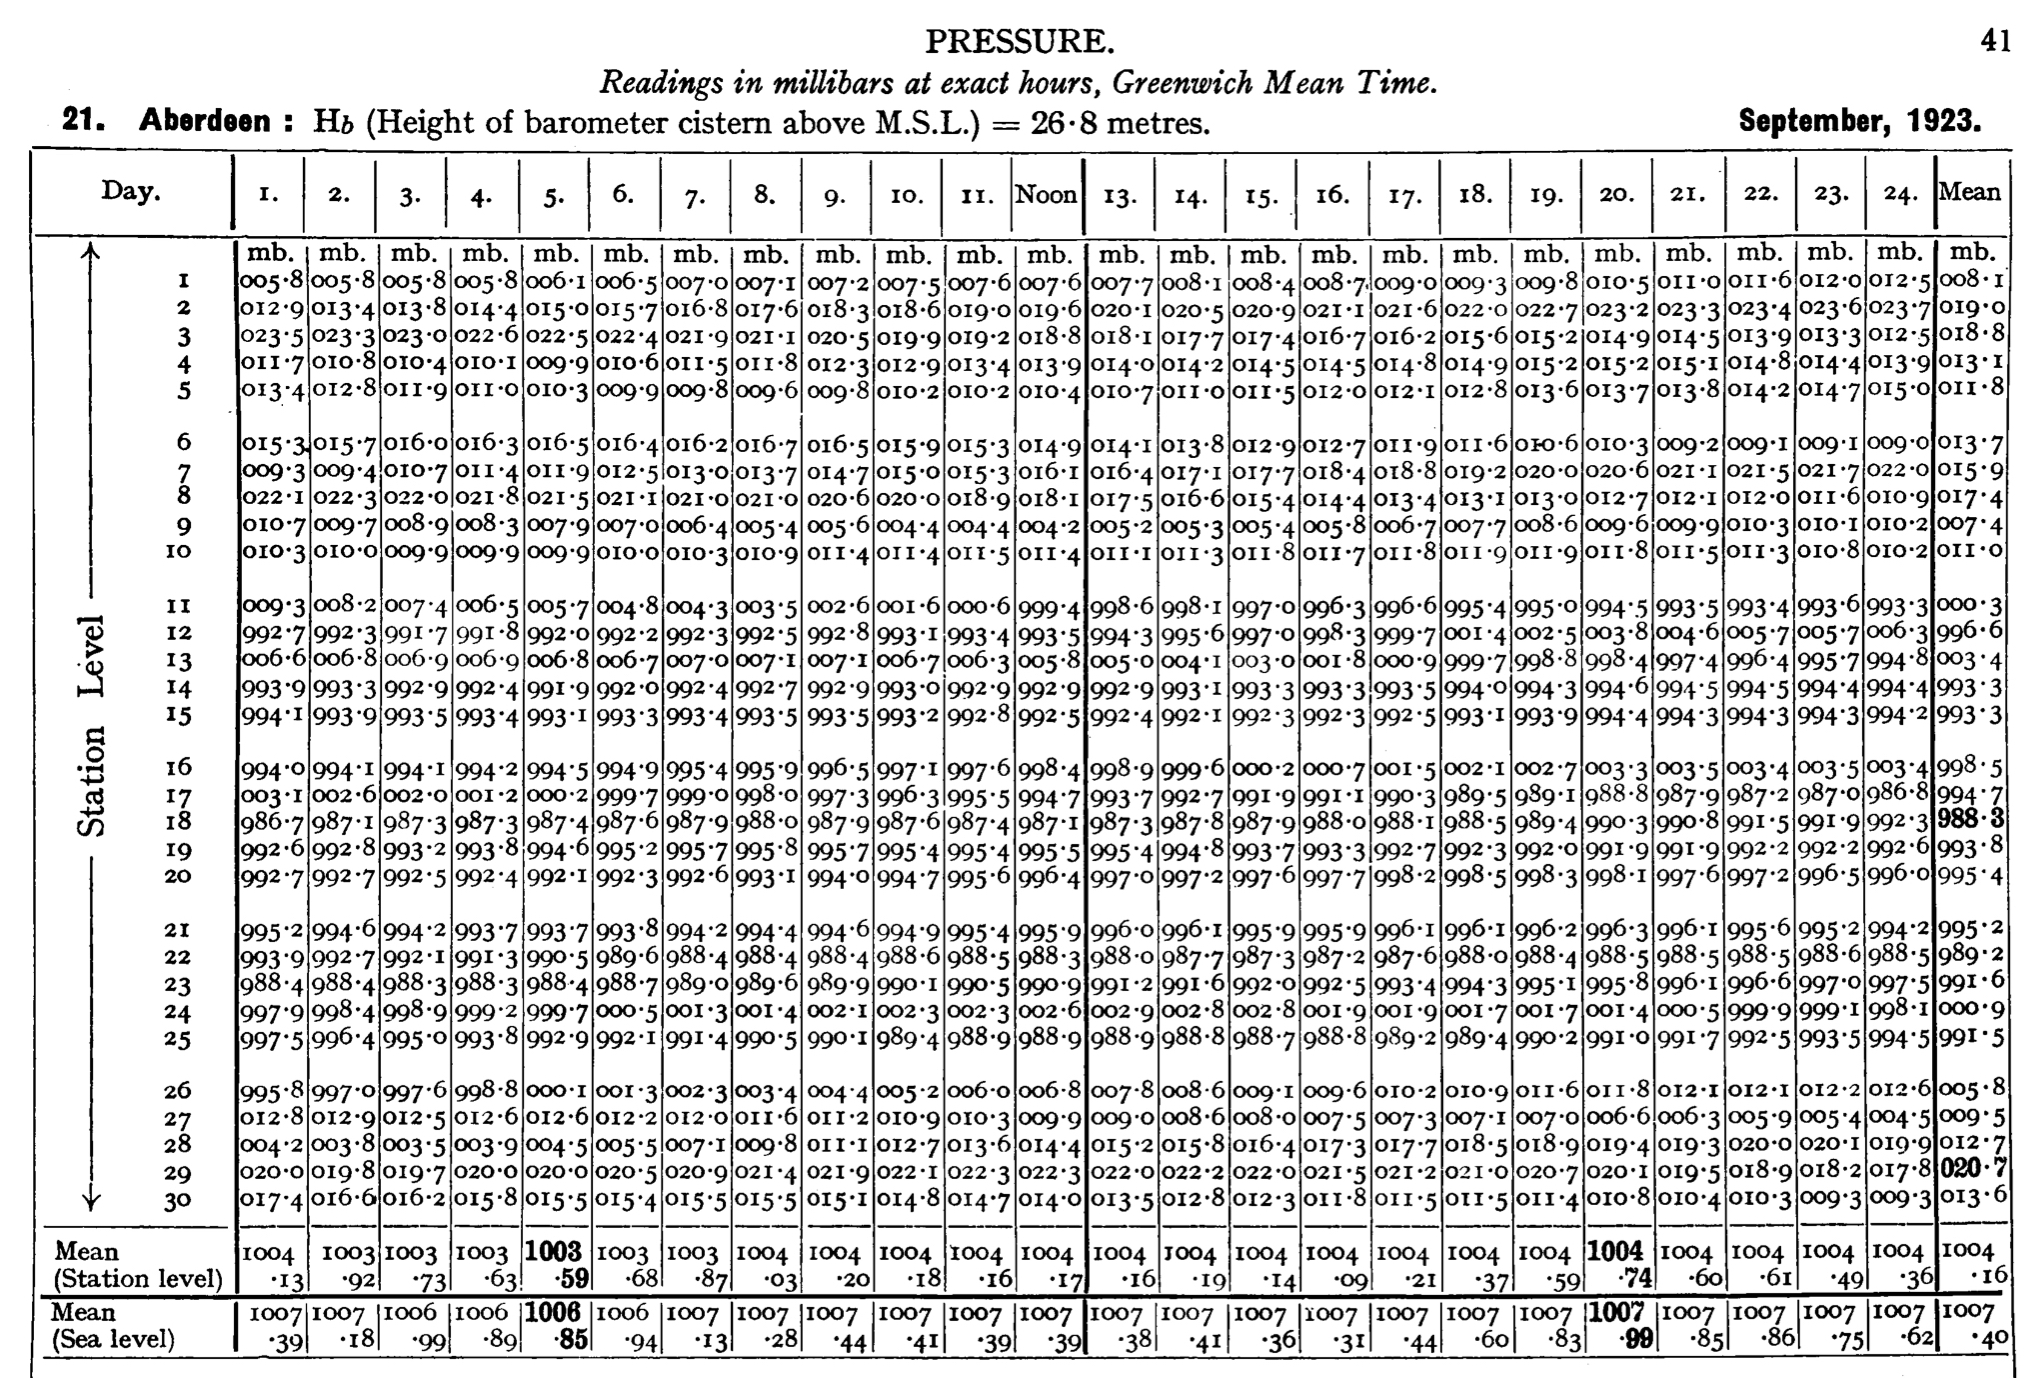 PRESSURE. 41
Readings in millibars at exact hours, Greenwich Mean Time.
21. Aberdeen : Hb (Height of barometer cistern above M.S.L.) = 26·8 metres. September, 1923.
Day. 1. 2. 3. 4. 5. 6. 7. 8. 9. 10. 11. Noon 13. 14. 15. 16. 17. 18. 19. 20. 21. 22. 23. 24. Mean
mb. mb. mb. mb. mb. mb. mb. mb. mb. mb. mb. mb. mb. mb. mb. mb. mb. mb. mb. mb. mb. mb. mb. mb. mb.
Station Level
1 005·8 005·8 005·8 005·8 006·1 006·5 007·0 007·1 007·2 007·5 007·6 007·6 007·7 008·1 008·4 008·7 009·0 009·3 009·8 010·5 011·0 011·6 012·0 012·5 008·1
2 012·9 013·4 013·8 014·4 015·0 015·7 016·8 017·6 018·3 018·6 019·0 019·6 020·1 020·5 020·9 021·1 021·6 022·0 022·7 023·2 023·3 023·4 023·6 023·7 019·0
3 023·5 023·3 023·0 022·6 022·5 022·4 021·9 021·1 020·5 019·9 019·2 018·8 018·1 017·7 017·4 016·7 016·2 015·6 015·2 014·9 014·5 013·9 013·3 012·5 018·8
4 011·7 010·8 010·4 010·1 009·9 010·6 011·5 011·8 012·3 012·9 013·4 013·9 014·0 014·2 014·5 014·5 014·8 014·9 015·2 015·2 015·1 014·8 014·4 013·9 013·1
5 013·4 012·8 011·9 011·0 010·3 009·9 009·8 009·6 009·8 010·2 010·2 010·4 010·7 011·0 011·5 012·0 012·1 012·8 013·6 013·7 013·8 014·2 014·7 015·0 011·8
6 015·3 015·7 016·0 016·3 016·5 016·4 016·2 016·7 016·5 015·9 015·3 014·9 014·1 013·8 012·9 012·7 011·9 011·6 010·6 010·3 009·2 009·1 009·1 009·0 013·7
7 009·3 009·4 010·7 011·4 011·9 012·5 013·0 013·7 014·7 015·0 015·3 016·1 016·4 017·1 017·7 018·4 018·8 019·2 020·0 020·6 021·1 021·5 021·7 022·0 015·9
8 022·1 022·3 022·0 021·8 021·5 021·1 021·0 021·0 020·6 020·0 018·9 018·1 017·5 016·6 015·4 014·4 013·4 013·1 013·0 012·7 012·1 012·0 011·6 010·9 017·4
9 010·7 009·7 008·9 008·3 007·9 007·0 006·4 005·4 005·6 004·4 004·4 004·2 005·2 005·3 005·4 005·8 006·7 007·7 008·6 009·6 009·9 010·3 010·1 010·2 007·4
10 010·3 010·0 009·9 009·9 009·9 010·0 010·3 010·9 011·4 011·4 011·5 011·4 011·1 011·3 011·8 011·7 011·8 011·9 011·9 011·8 011·5 011·3 010·8 010·2 011·0
11 009·3 008·2 007·4 006·5 005·7 004·8 004·3 003·5 002·6 001·6 000·6 999·4 998·6 998·1 997·0 996·3 996·6 995·4 995·0 994·5 993·5 993·4 993·6 993·3 000·3
12 992·7 992·3 991·7 991·8 992·0 992·2 992·3 992·5 992·8 993·1 993·4 993·5 994·3 995·6 997·0 998·3 999·7 001·4 002·5 003·8 004·6 005·7 005·7 006·3 996·6
13 006·6 006·8 006·9 006·9 006·8 006·7 007·0 007·1 007·1 006·7 006·3 005·8 005·0 004·1 003·0 001·8 000·9 999·7 998·8 998·4 997·4 996·4 995·7 994·8 003·4
14 993·9 993·3 992·9 992·4 991·9 992·0 992·4 992·7 992·9 993·0 992·9 992·9 992·9 993·1 993·3 993·3 993·5 994·0 994·3 994·6 994·5 994·5 994·4 994·4 993·3
15 994·1 993·9 993·5 993·4 993·1 993·3 993·4 993·5 993·5 993·2 992·8 992·5 992·4 992·1 992·3 992·3 992·5 993·1 993·9 994·4 994·3 994·3 994·3 994·2 993·3
16 994·0 994·1 994·1 994·2 994·5 994·9 995·4 995·9 996·5 997·1 997·6 998·4 998·9 999·6 000·2 000·7 001·5 002·1 002·7 003·3 003·5 003·4 003·5 003·4 998·5
17 003·1 002·6 002·0 001·2 000·2 999·7 999·0 998·0 997·3 996·3 995·5 994·7 993·7 992·7 991·9 991·1 990·3 989·5 989·1 988·8 987·9 987·2 987·0 986·8 994·7
18 986·7 987·1 987·3 987·3 987·4 987·6 987·9 988·0 987·9 987·6 987·4 987·1 987·3 987·8 987·9 988·0 988·1 988·5 989·4 990·3 990·8 991·5 991·9 992·3 988·3
19 992·6 992·8 993·2 993·8 994·6 995·2 995·7 995·8 995·7 995·4 995·4 995·5 995·4 994·8 993·7 993·3 992·7 992·3 992·0 991·9 991·9 992·2 992·2 992·6 993·8
20 992·7 992·7 992·5 992·4 992·1 992·3 992·6 993·1 994·0 994·7 995·6 996·4 997·0 997·2 997·6 997·7 998·2 998·5 998·3 998·1 997·6 997·2 996·5 996·0 995·4
21 995·2 994·6 994·2 993·7 993·7 993·8 994·2 994·4 994·6 994·9 995·4 995·9 996·0 996·1 995·9 995·9 996·1 996·1 996·2 996·3 996·1 995·6 995·2 994·2 995·2
22 993·9 992·7 992·1 991·3 990·5 989·6 988·4 988·4 988·4 988·6 988·5 988·3 988·0 987·7 987·3 987·2 987·6 988·0 988·4 988·5 988·5 988·5 988·6 988·5 989·2
23 988·4 988·4 988·3 988·3 988·4 988·7 989·0 989·6 989·9 990·1 990·5 990·9 991·2 991·6 992·0 992·5 993·4 994·3 995·1 995·8 996·1 996·6 997·0 997·5 991·6
24 997·9 998·4 998·9 999·2 999·7 000·5 001·3 001·4 002·1 002·3 002·3 002·6 002·9 002·8 002·8 001·9 001·9 001·7 001·7 001·4 000·5 999·9 999·1 998·1 000·9
25 997·5 996·4 995·0 993·8 992·9 992·1 991·4 990·5 990·1 989·4 988·9 988·9 988·9 988·8 988·7 988·8 989·2 989·4 990·2 991·0 991·7 992·5 993·5 994·5 991·5
26 995·8 997·0 997·6 998·8 000·1 001·3 002·3 003·4 004·4 005·2 006·0 006·8 007·8 008·6 009·1 009·6 010·2 010·9 011·6 011·8 012·1 012·1 012·2 012·6 005·8
27 012·8 012·9 012·5 012·6 012·6 012·2 012·0 011·6 011·2 010·9 010·3 009·9 009·0 008·6 008·0 007·5 007·3 007·1 007·0 006·6 006·3 005·9 005·4 004·5 009·5
28 004·2 003·8 003·5 003·9 004·5 005·5 007·1 009·8 011·1 012·7 013·6 014·4 015·2 015·8 016·4 017·3 017·7 018·5 018·9 019·4 019·3 020·0 020·1 019·9 012·7
29 020·0 019·8 019·7 020·0 020·0 020·5 020·9 021·4 021·9 022·1 022·3 022·3 022·0 022·2 022·0 021·5 021·2 021·0 020·7 020·1 019·5 018·9 018·2 017·8 020·7
30 017·4 016·6 016·2 015·8 015·5 015·4 015·5 015·5 015·1 014·8 014·7 014·0 013·5 012·8 012·3 011·8 011·5 011·5 011·4 010·8 010·4 010·3 009·3 009·3 013·6
Mean 1004 1003 1003 1003 1003 1003 1003 1004 1004 1004 1004 1004 1004 1004 1004 1004 1004 1004 1004 1004 1004 1004 1004 1004 1004
(Station level) ·13 ·92 ·73 ·63 ·59 ·68 ·87 ·03 ·20 ·18 ·16 ·17 ·16 ·19 ·14 ·09 ·21 ·37 ·59 ·74 ·60 ·61 ·49 ·36 ·16
Mean 1007 1007 1006 1006 1006 1006 1007 1007 1007 1007 1007 1007 1007 1007 1007 1007 1007 1007 1007 1007 1007 1007 1007 1007 1007
(Sea level) ·39 ·18 ·99 ·89 ·85 ·94 ·13 ·28 ·44 ·41 ·39 ·39 ·38 ·41 ·36 ·31 ·44 ·60 ·83 ·99 ·85 ·86 ·75 ·62 ·40